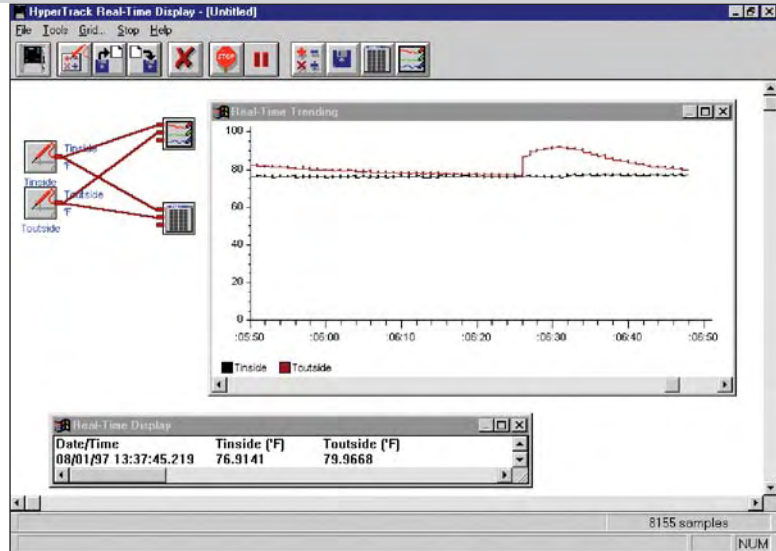 HyperTrack Real-Time Display - [Untitled]
File Tools Grid... Stop Help
STOP
Real-Time Trending
Tinside
°F
Tinside
Toutside
°F
Toutside
100
80
60
40
20
0
:05:50 :06:00 :06:10 :06:20 :06:30 :06:40 :06:50
Tinside Toutside
Real-Time Display
Date/Time Tinside (°F) Toutside (°F)
08/01/97 13:37:45.219 76.9141 79.9668
8155 samples
NUM